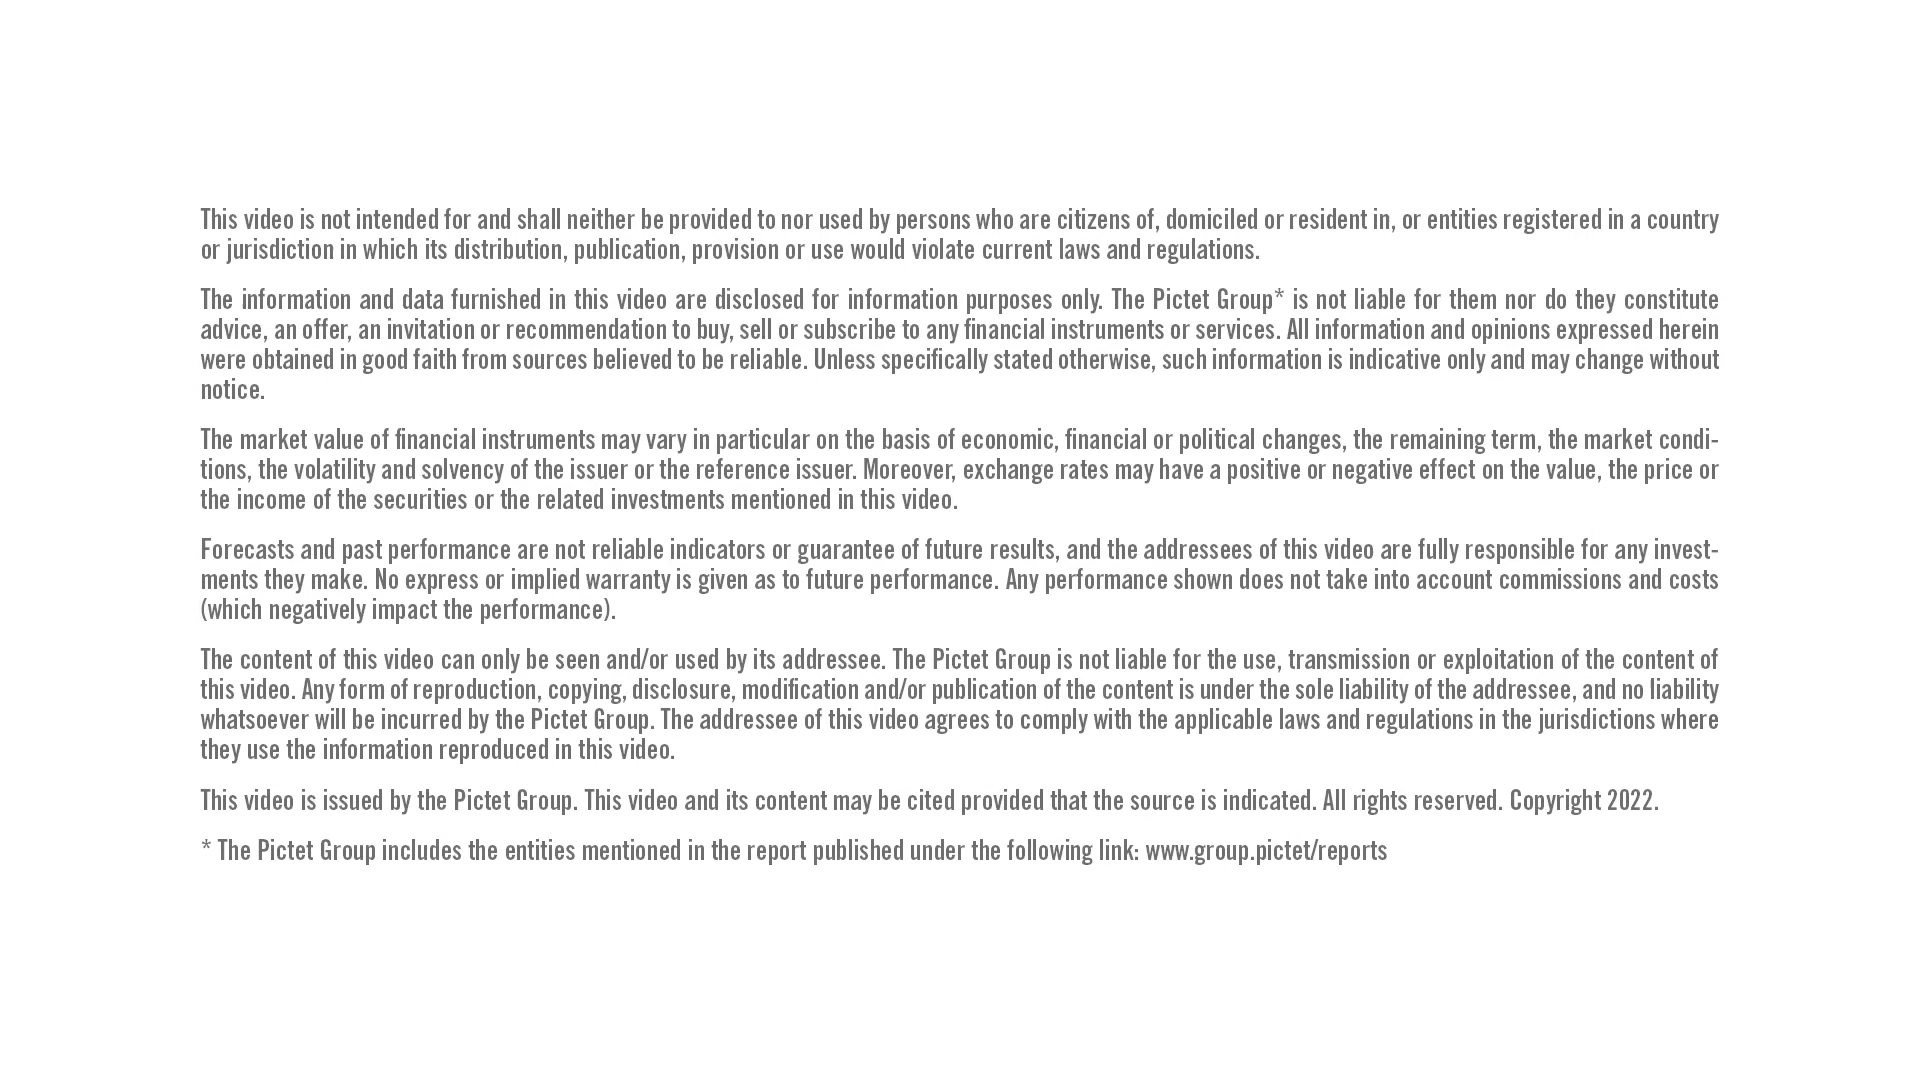 This video is not intended for and shall neither be provided to nor used by persons who are citizens of, domiciled or resident in, or entities registered in a country
or jurisdiction in which its distribution, publication, provision or use would violate current laws and regulations.
The information and data furnished in this video are disclosed for information purposes only. The Pictet Group* is not liable for them nor do they constitute
advice, an offer, an invitation or recommendation to buy, sell or subscribe to any financial instruments or services. All information and opinions expressed herein
were obtained in good faith from sources believed to be reliable. Unless specifically stated otherwise, such information is indicative only and may change without
notice.
The market value of financial instruments may vary in particular on the basis of economic, financial or political changes, the remaining term, the market condi-
tions, the volatility and solvency of the issuer or the reference issuer. Moreover, exchange rates may have a positive or negative effect on the value, the price or
the income of the securities or the related investments mentioned in this video.
Forecasts and past performance are not reliable indicators or guarantee of future results, and the addressees of this video are fully responsible for any invest-
ments they make. No express or implied warranty is given as to future performance. Any performance shown does not take into account commissions and costs
(which negatively impact the performance).
The content of this video can only be seen and/or used by its addressee. The Pictet Group is not liable for the use, transmission or exploitation of the content of
this video. Any form of reproduction, copying, disclosure, modification and/or publication of the content is under the sole liability of the addressee, and no liability
whatsoever will be incurred by the Pictet Group. The addressee of this video agrees to comply with the applicable laws and regulations in the jurisdictions where
they use the information reproduced in this video.
This video is issued by the Pictet Group. This video and its content may be cited provided that the source is indicated. All rights reserved. Copyright 2022.
* The Pictet Group includes the entities mentioned in the report published under the following link: www.group.pictet/reports